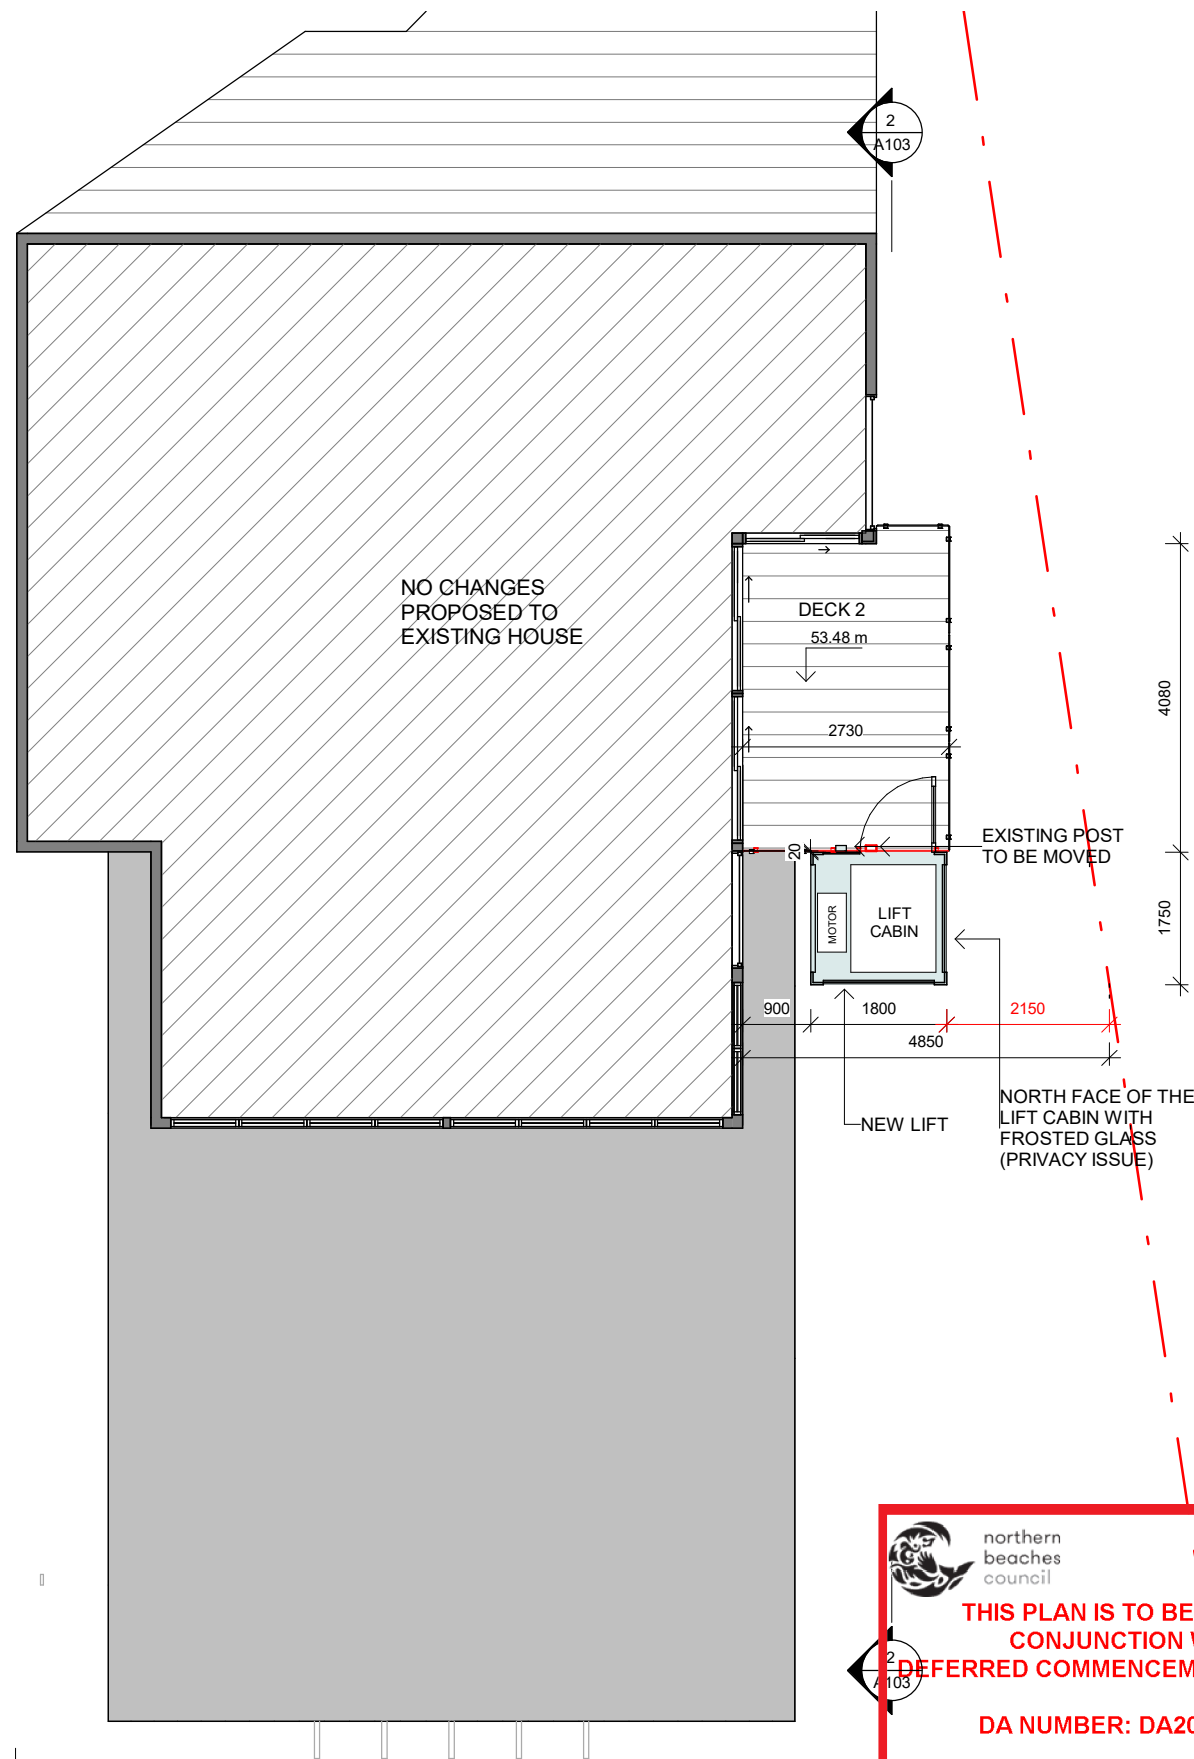 2
A103
NO CHANGES
PROPOSED TO
EXISTING HOUSE
DECK 2
53.48 m
2730
4080
EXISTING POST
TO BE MOVED
20
MOTOR
LIFT
CABIN
1750
900
1800
2150
4850
NORTH FACE OF THE
LIFT CABIN WITH
FROSTED GLASS
(PRIVACY ISSUE)
NEW LIFT
northern
beaches
council
THIS PLAN IS TO BE
CONJUNCTION
2
A103
DEFERRED COMMENCEM
DA NUMBER: DA20